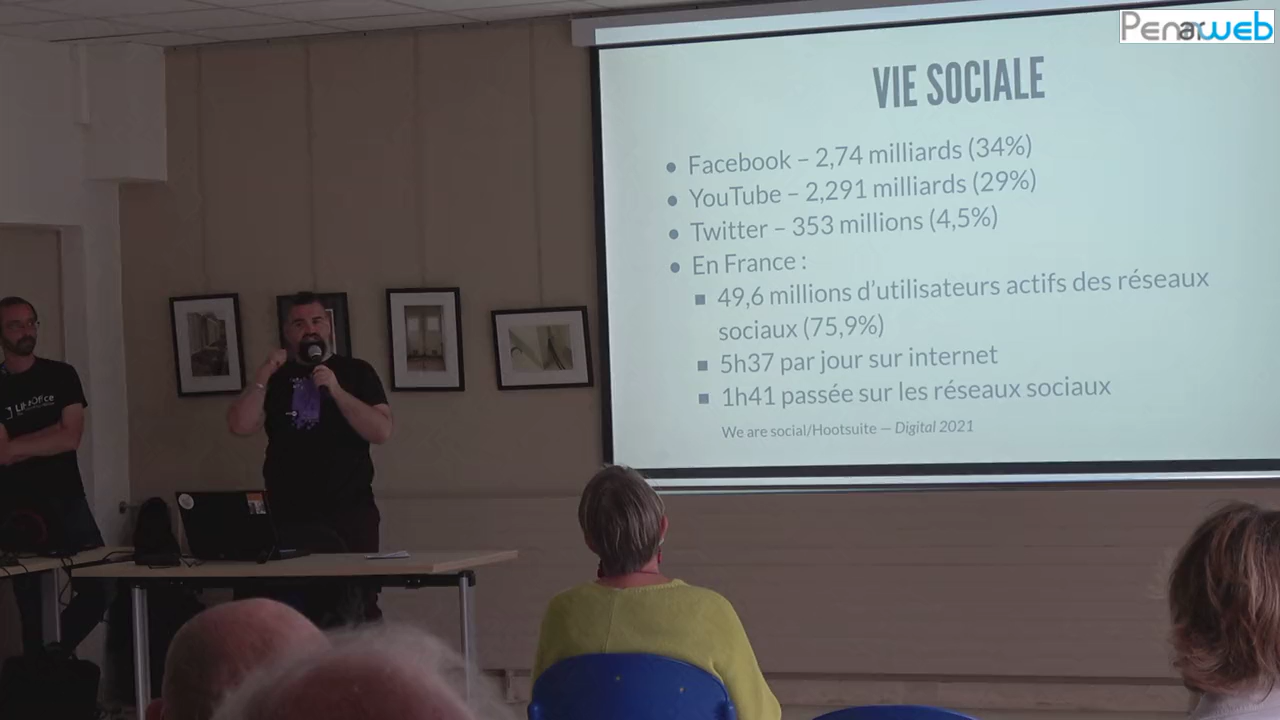 Penarweb
VIE SOCIALE
• Facebook – 2,74 milliards (34%)
• YouTube – 2,291 milliards (29%)
• Twitter – 353 millions (4,5%)
• En France :
▪ 49,6 millions d’utilisateurs actifs des réseaux
sociaux (75,9%)
▪ 5h37 par jour sur internet
▪ 1h41 passée sur les réseaux sociaux
We are social/Hootsuite — Digital 2021